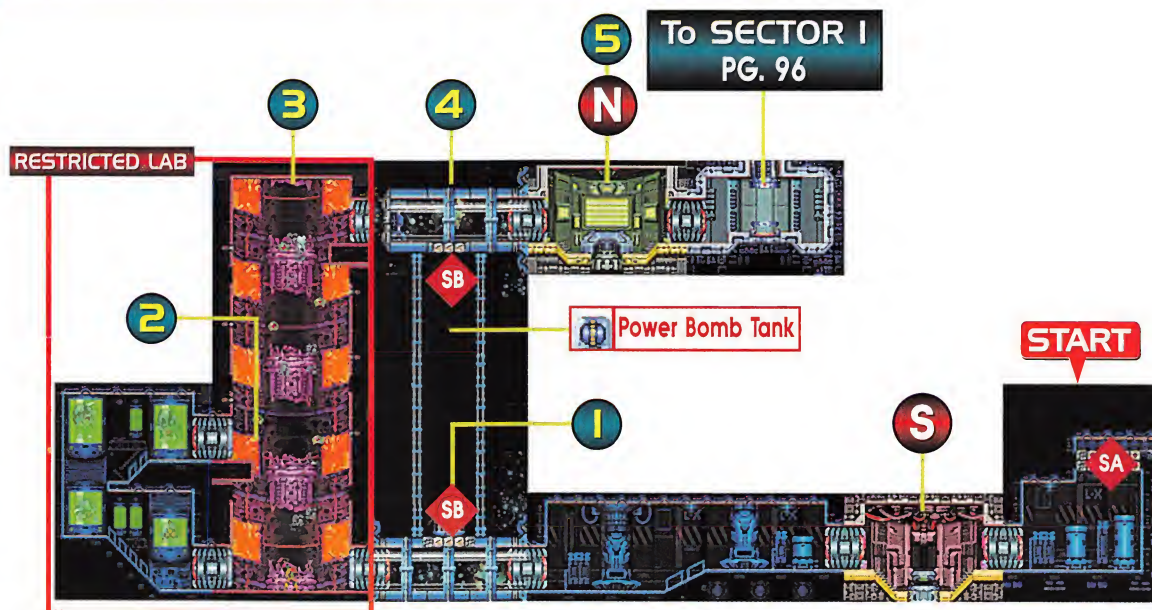 To SECTOR 1
PG. 96
5
N
3
4
RESTRICTED LAB
SB
2
Power Bomb Tank
START
1
S
SA
SB
L-X
L-X
L-X